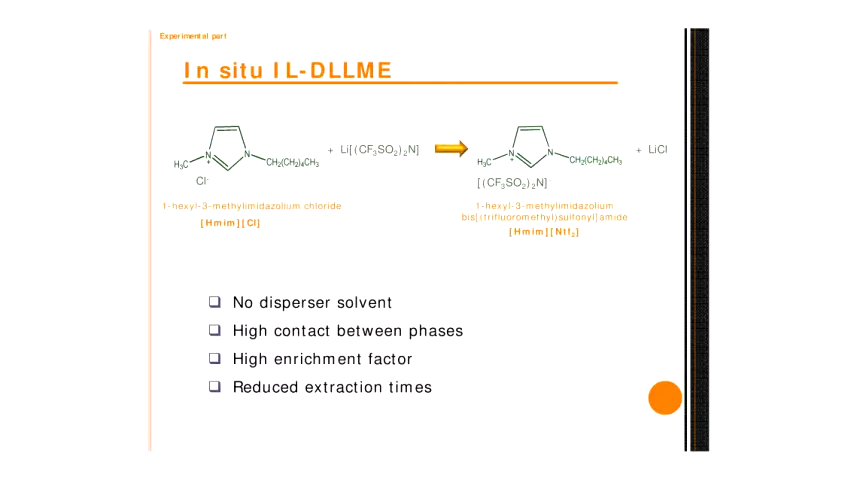 Experimental part
In situ IL-DLLME
H₃C N + N CH₂(CH₂)₄CH₃
Cl⁻
+ Li[(CF₃SO₂)₂N]
H₃C N + N CH₂(CH₂)₄CH₃
[(CF₃SO₂)₂N]
+ LiCl
1-hexyl-3-methylimidazolium chloride
[Hmim][Cl]
1-hexyl-3-methylimidazolium
bis[(trifluoromethyl)sulfonyl]amide
[Hmim][Ntf₂]
❑ No disperser solvent
❑ High contact between phases
❑ High enrichment factor
❑ Reduced extraction times